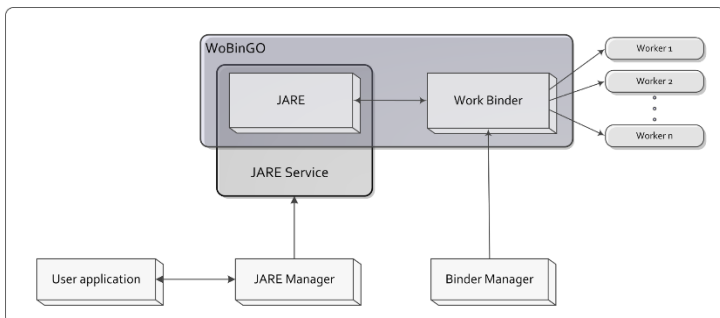 WoBinGO
JARE
Work Binder
Worker 1
Worker 2
Worker n
JARE Service
User application
JARE Manager
Binder Manager